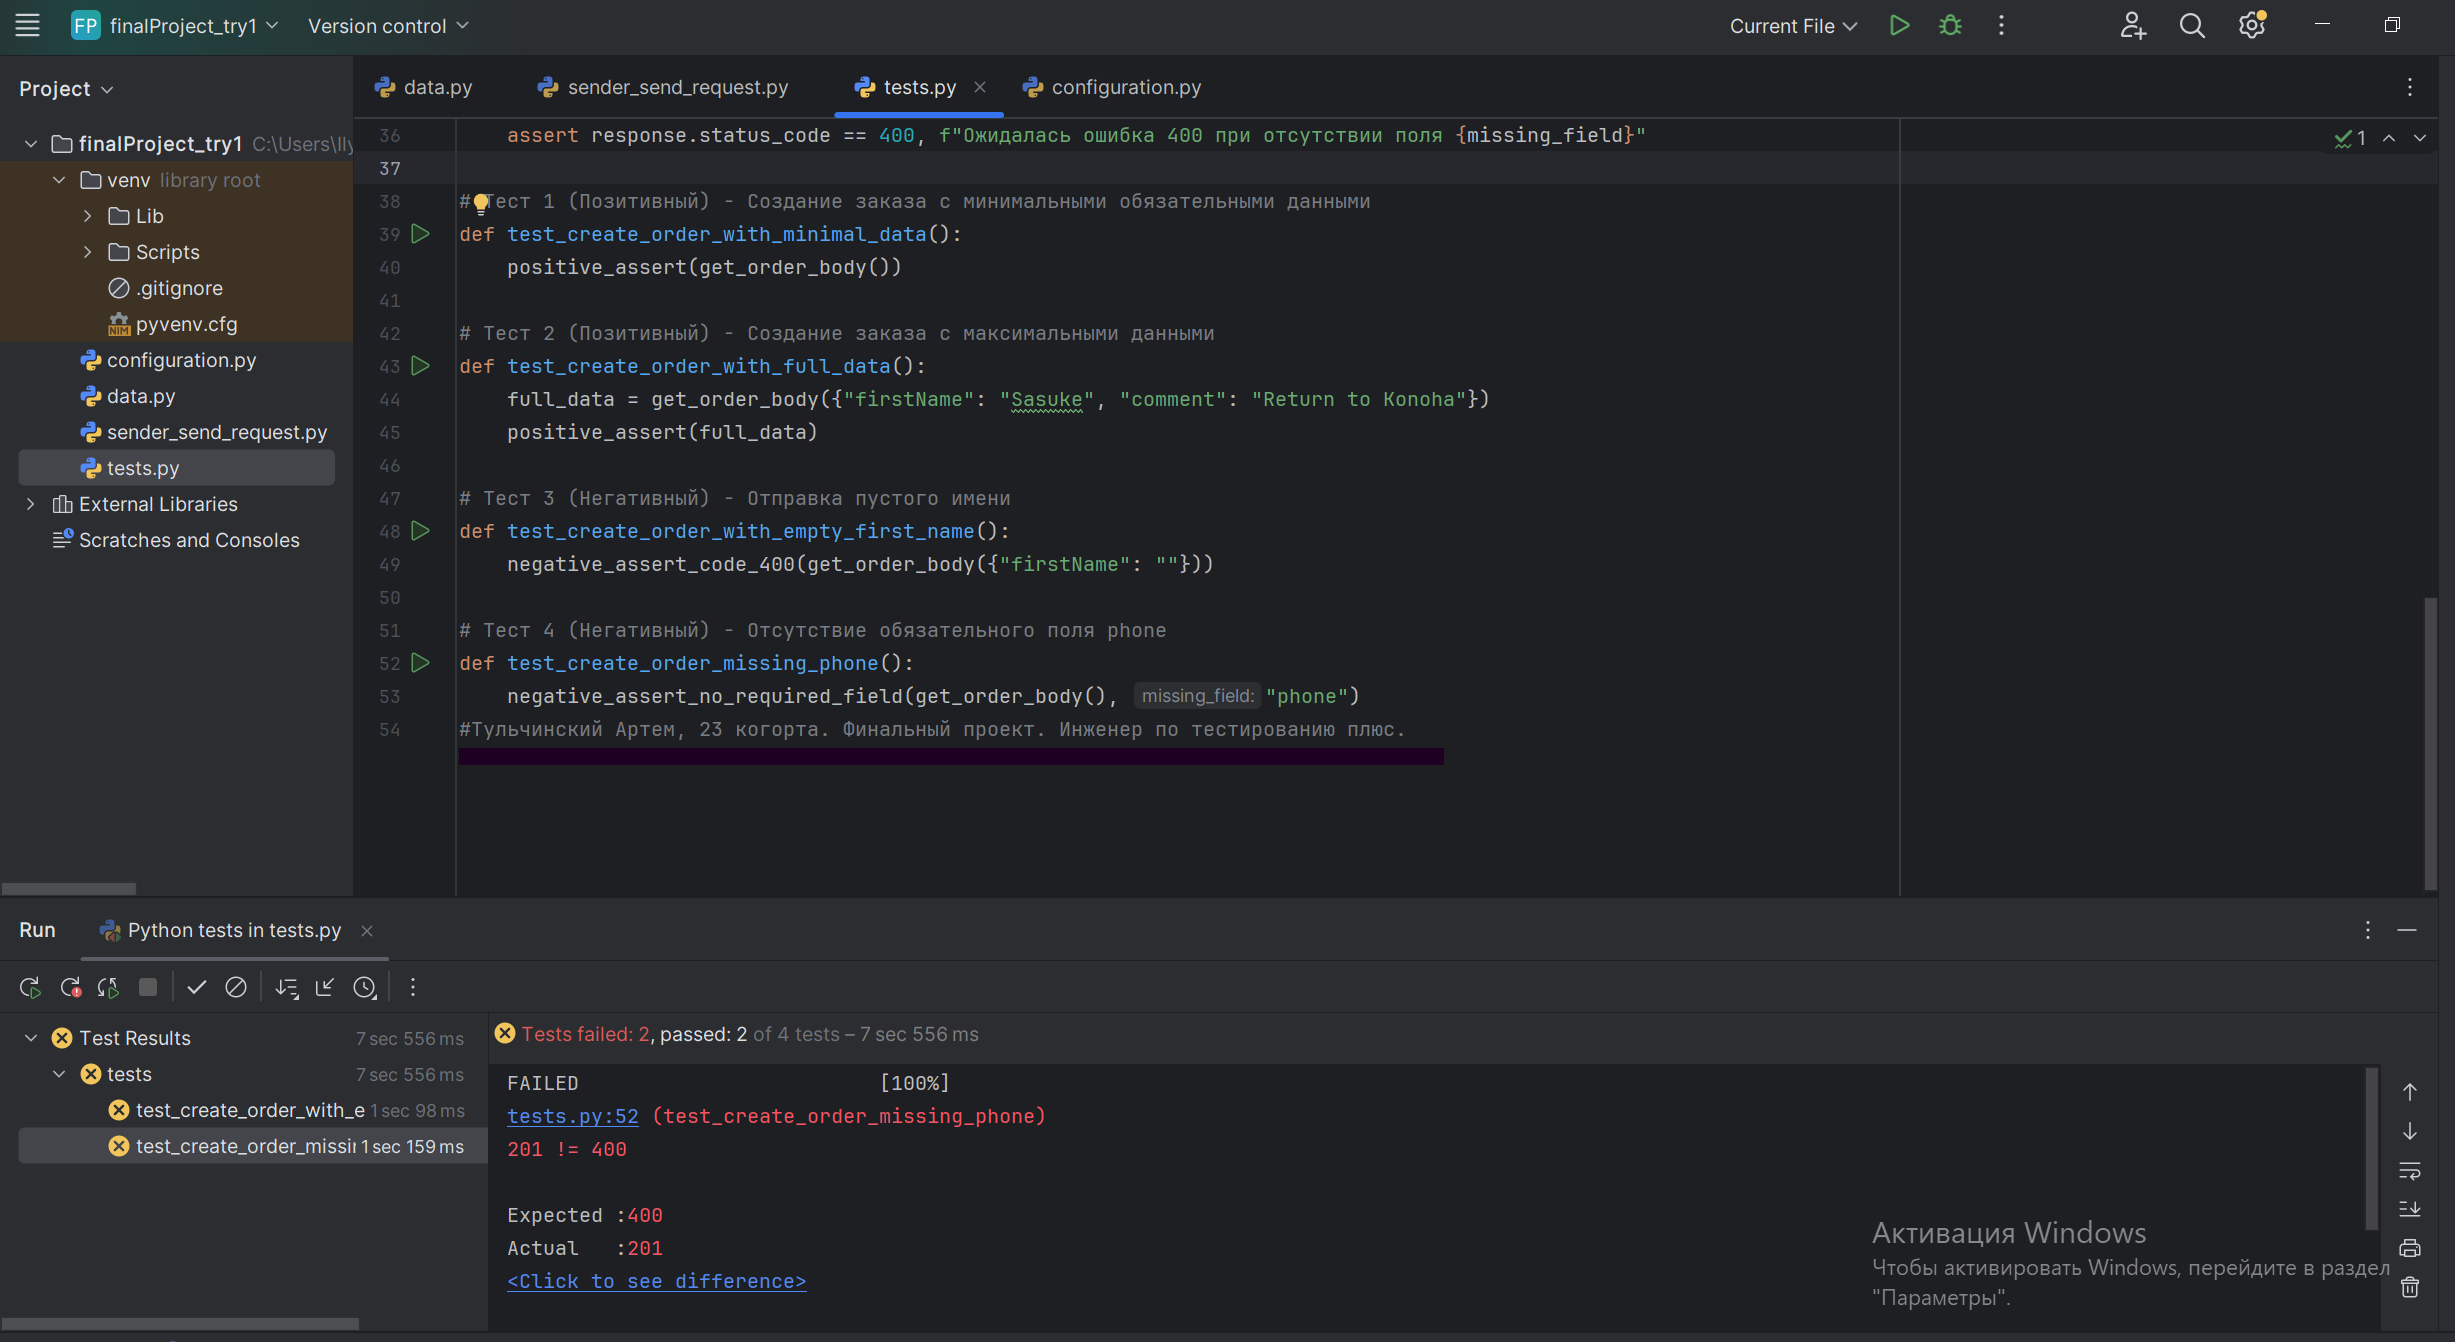 FP finalProject_try1 Version control Current File
Project data.py sender_send_request.py tests.py configuration.py
finalProject_try1 C:\Users\Ily
venv library root
Lib
Scripts
.gitignore
pyvenv.cfg
configuration.py
data.py
sender_send_request.py
tests.py
External Libraries
Scratches and Consoles
36 assert response.status_code == 400, f"Ожидалась ошибка 400 при отсутствии поля {missing_field}" 1
37
38 # Тест 1 (Позитивный) - Создание заказа с минимальными обязательными данными
39 def test_create_order_with_minimal_data():
40 positive_assert(get_order_body())
41
42 # Тест 2 (Позитивный) - Создание заказа с максимальными данными
43 def test_create_order_with_full_data():
44 full_data = get_order_body({"firstName": "Sasuke", "comment": "Return to Konoha"})
45 positive_assert(full_data)
46
47 # Тест 3 (Негативный) - Отправка пустого имени
48 def test_create_order_with_empty_first_name():
49 negative_assert_code_400(get_order_body({"firstName": ""}))
50
51 # Тест 4 (Негативный) - Отсутствие обязательного поля phone
52 def test_create_order_missing_phone():
53 negative_assert_no_required_field(get_order_body(), missing_field: "phone")
54 #Тульчинский Артем, 23 когорта. Финальный проект. Инженер по тестированию плюс.
Run Python tests in tests.py
Test Results 7 sec 556 ms
tests 7 sec 556 ms
test_create_order_with_e 1 sec 98 ms
test_create_order_missir 1 sec 159 ms
Tests failed: 2, passed: 2 of 4 tests – 7 sec 556 ms
FAILED [100%]
tests.py:52 (test_create_order_missing_phone)
201 != 400
Expected :400
Actual :201
<Click to see difference>
Активация Windows
Чтобы активировать Windows, перейдите в раздел
"Параметры".